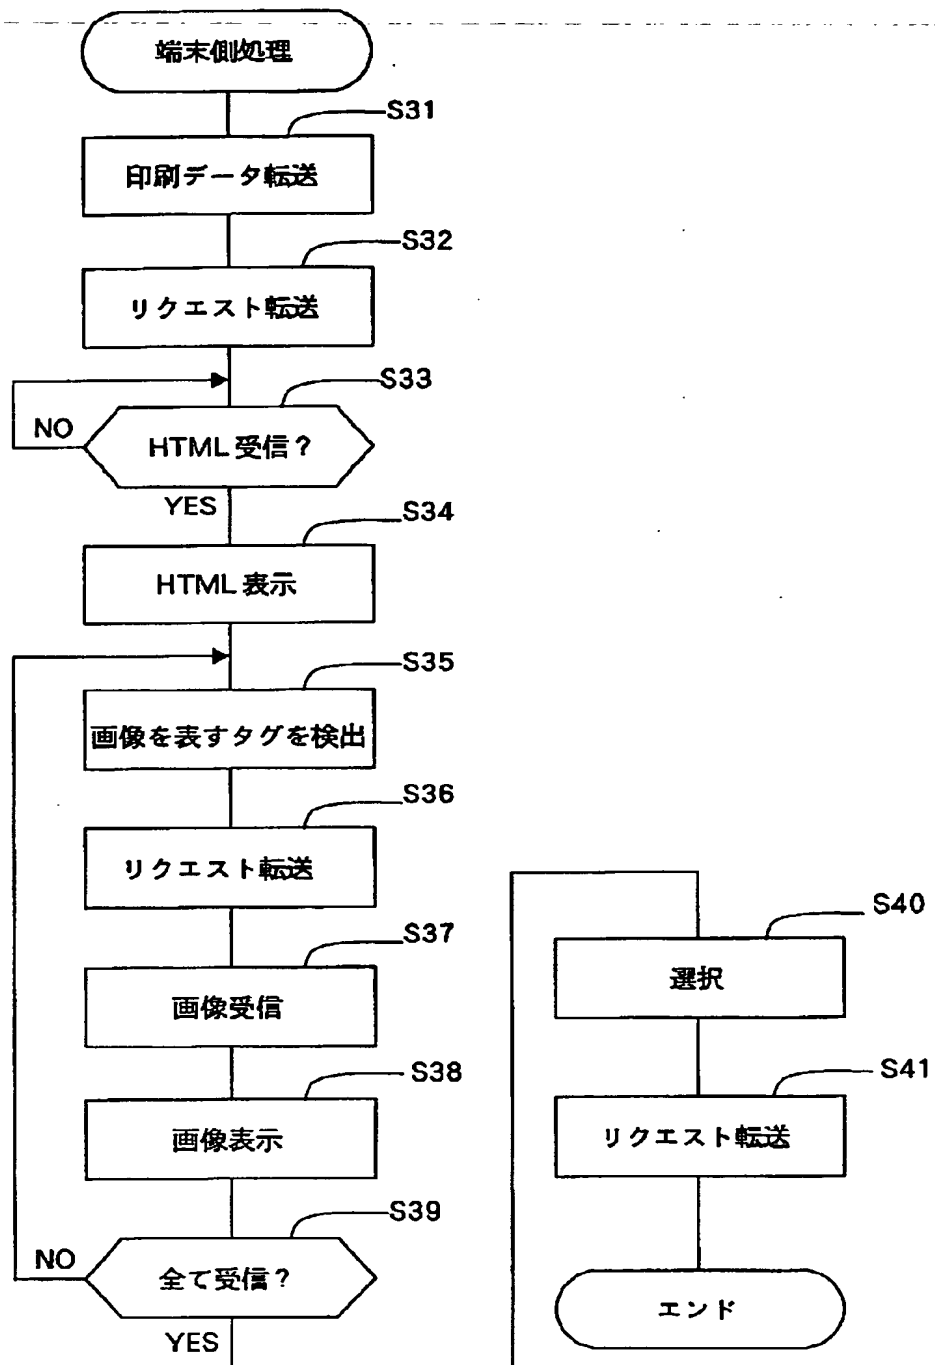 端末側処理
S31
印刷データ転送
S32
リクエスト転送
S33
NO
HTML受信?
YES
S34
HTML表示
S35
画像を表すタグを検出
S36
リクエスト転送
S37
画像受信
S38
画像表示
S39
NO
全て受信?
YES
S40
選択
S41
リクエスト転送
エンド